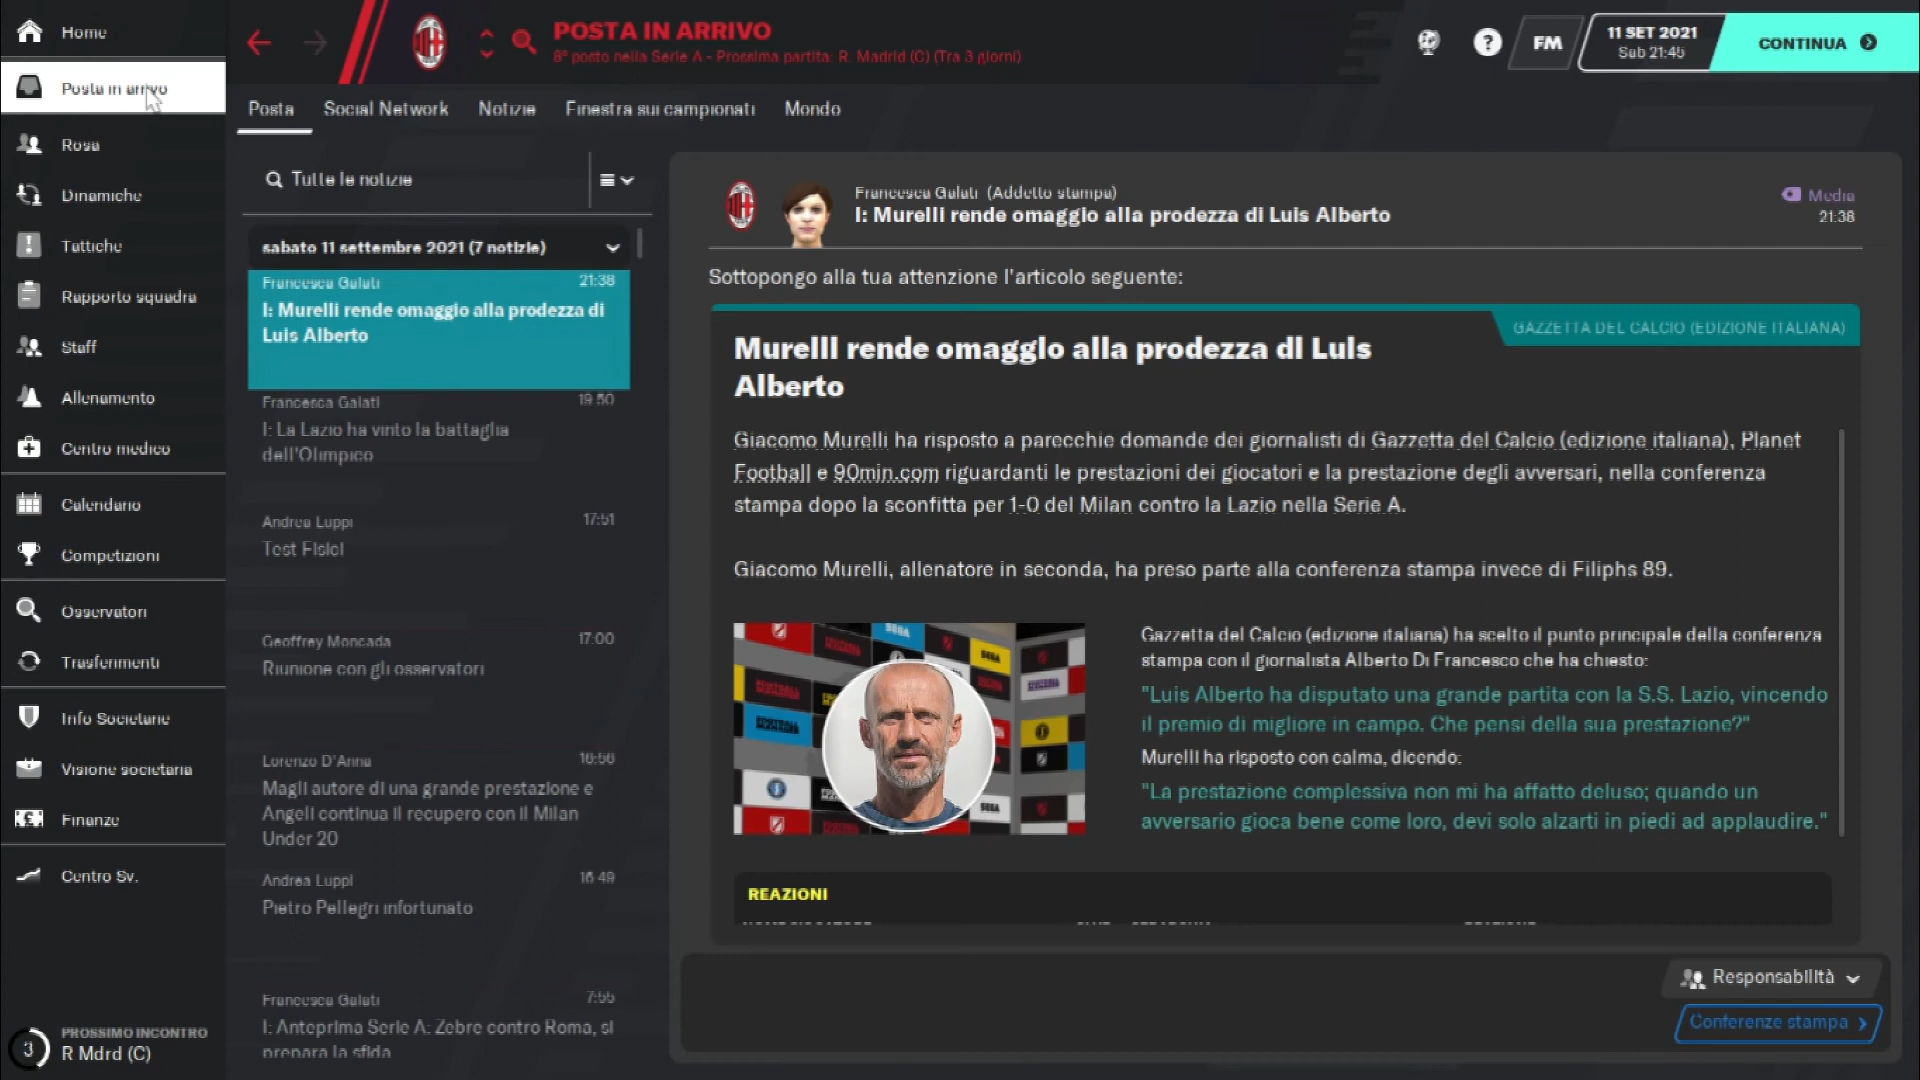 Home
Posta in arrivo
Rosa
Dinamiche
Tattiche
Rapporto squadra
Staff
Allenamento
Centro medico
Calendario
Competizioni
Osservatori
Trasferimenti
Info Societarie
Visione societaria
Finanze
Centro Sv.
3
PROSSIMO INCONTRO
R Mdrd (C)
POSTA IN ARRIVO
8º posto nella Serie A - Prossima partita: R. Madrid (C) (Tra 3 giorni)
?
FM
11 SET 2021
Sab 21:45
CONTINUA
Posta
Social Network
Notizie
Finestra sui campionati
Mondo
Tutte le notizie
sabato 11 settembre 2021 (7 notizie)
Francesca Galati 21:38
I: Murelli rende omaggio alla prodezza di
Luis Alberto
Francesca Galati 19:50
I: La Lazio ha vinto la battaglia
dell'Olimpico
Andrea Luppi 17:51
Test Fisici
Geoffrey Moncada 17:00
Riunione con gli osservatori
Lorenzo D'Anna 16:56
Magli autore di una grande prestazione e
Angeli continua il recupero con il Milan
Under 20
Andrea Luppi 16:49
Pietro Pellegri infortunato
Francesca Galati 7:55
I: Anteprima Serie A: Zebre contro Roma, si
prepara la sfida
Francesca Galati (Addetto stampa)
I: Murelli rende omaggio alla prodezza di Luis Alberto
Media
21:38
Sottopongo alla tua attenzione l'articolo seguente:
GAZZETTA DEL CALCIO (EDIZIONE ITALIANA)
Murelli rende omaggio alla prodezza di Luis
Alberto
Giacomo Murelli ha risposto a parecchie domande dei giornalisti di Gazzetta del Calcio (edizione italiana), Planet
Football e 90min.com riguardanti le prestazioni dei giocatori e la prestazione degli avversari, nella conferenza
stampa dopo la sconfitta per 1-0 del Milan contro la Lazio nella Serie A.
Giacomo Murelli, allenatore in seconda, ha preso parte alla conferenza stampa invece di Filiphs 89.
SEGA
SEGA
SEGA
Gazzetta del Calcio (edizione italiana) ha scelto il punto principale della conferenza
stampa con il giornalista Alberto Di Francesco che ha chiesto:
"Luis Alberto ha disputato una grande partita con la S.S. Lazio, vincendo
il premio di migliore in campo. Che pensi della sua prestazione?"
Murelli ha risposto con calma, dicendo:
"La prestazione complessiva non mi ha affatto deluso; quando un
avversario gioca bene come loro, devi solo alzarti in piedi ad applaudire."
REAZIONI
Responsabilità
Conferenze stampa